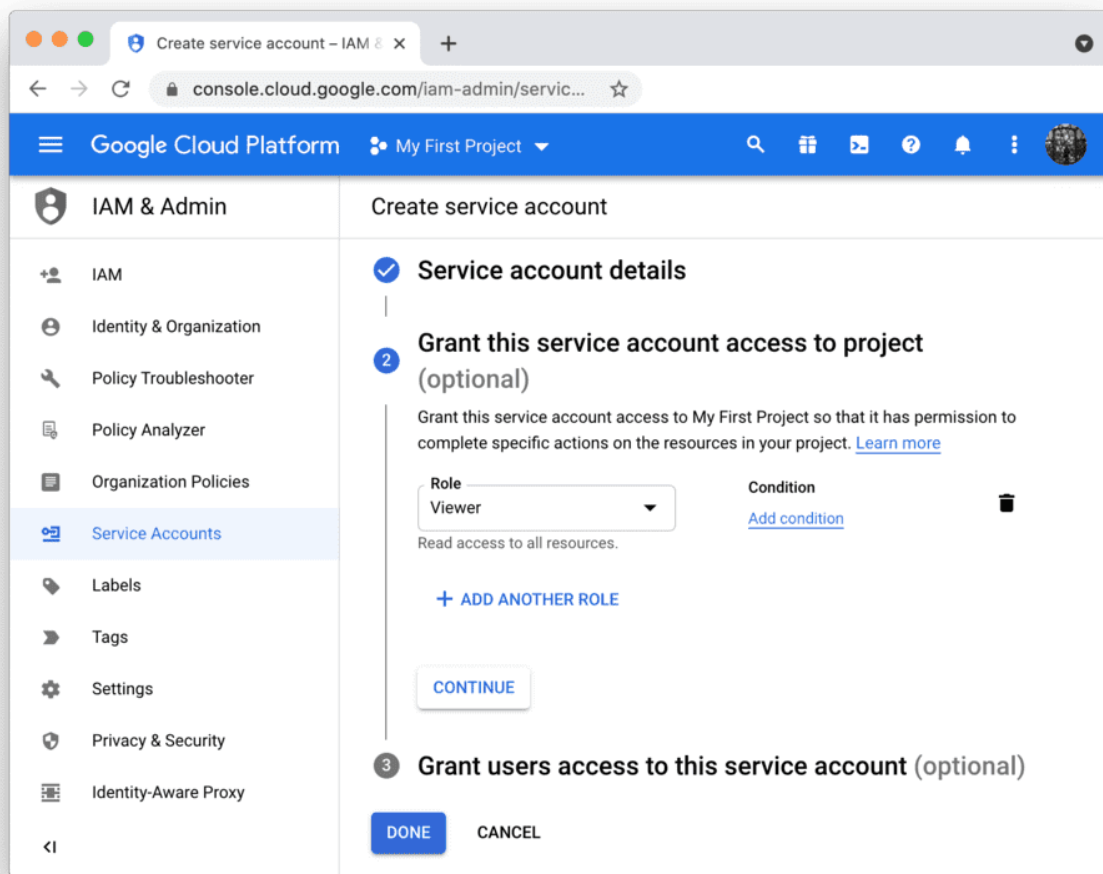 Create service account – IAM &
console.cloud.google.com/iam-admin/servic...
Google Cloud Platform
My First Project
IAM & Admin
Create service account
IAM
Identity & Organization
Policy Troubleshooter
Policy Analyzer
Organization Policies
Service Accounts
Labels
Tags
Settings
Privacy & Security
Identity-Aware Proxy
Service account details
2
Grant this service account access to project
(optional)
Grant this service account access to My First Project so that it has permission to
complete specific actions on the resources in your project. Learn more
Role
Viewer
Condition
Add condition
Read access to all resources.
ADD ANOTHER ROLE
CONTINUE
3
Grant users access to this service account (optional)
DONE
CANCEL